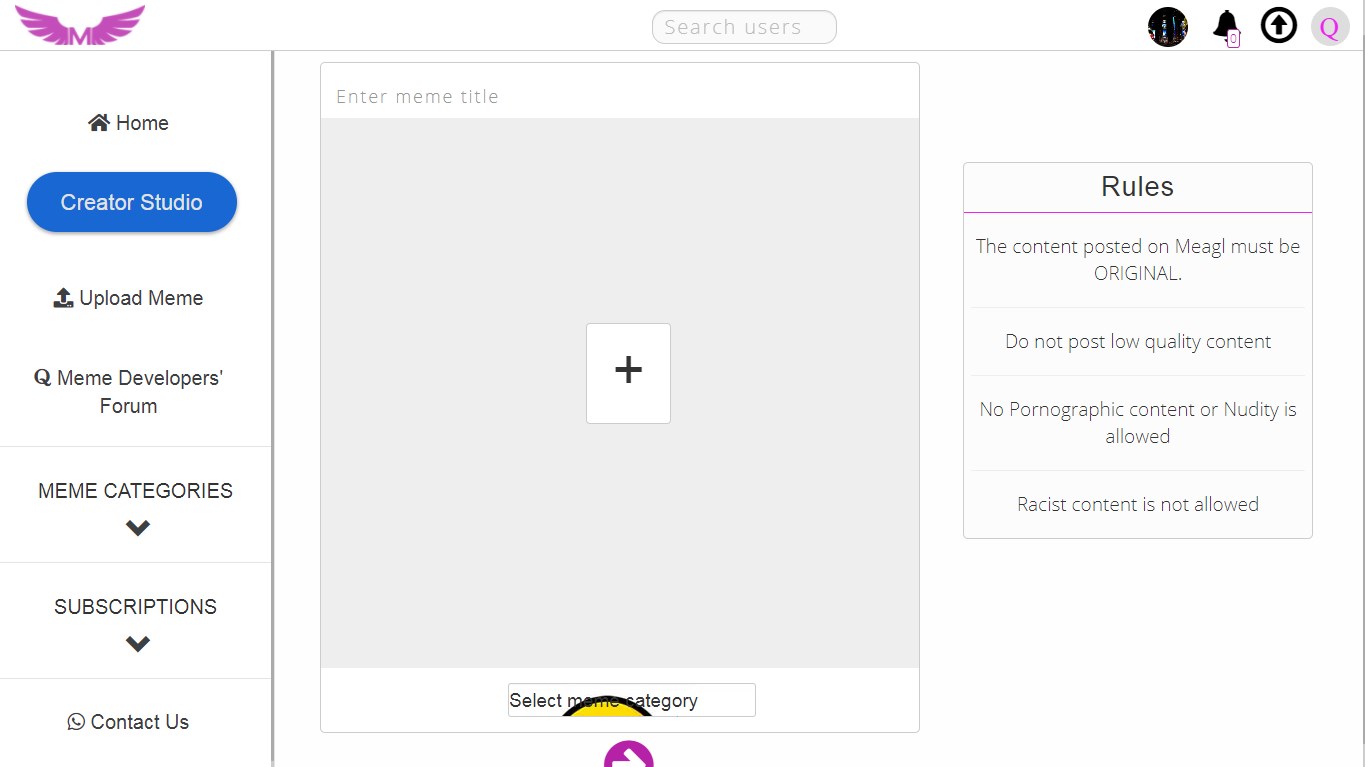 M
Search users
0
Q
Home
Creator Studio
Upload Meme
Q Meme Developers'
Forum
MEME CATEGORIES
SUBSCRIPTIONS
Contact Us
Enter meme title
+
Select meme category
Rules
The content posted on Meagl must be
ORIGINAL.
Do not post low quality content
No Pornographic content or Nudity is
allowed
Racist content is not allowed